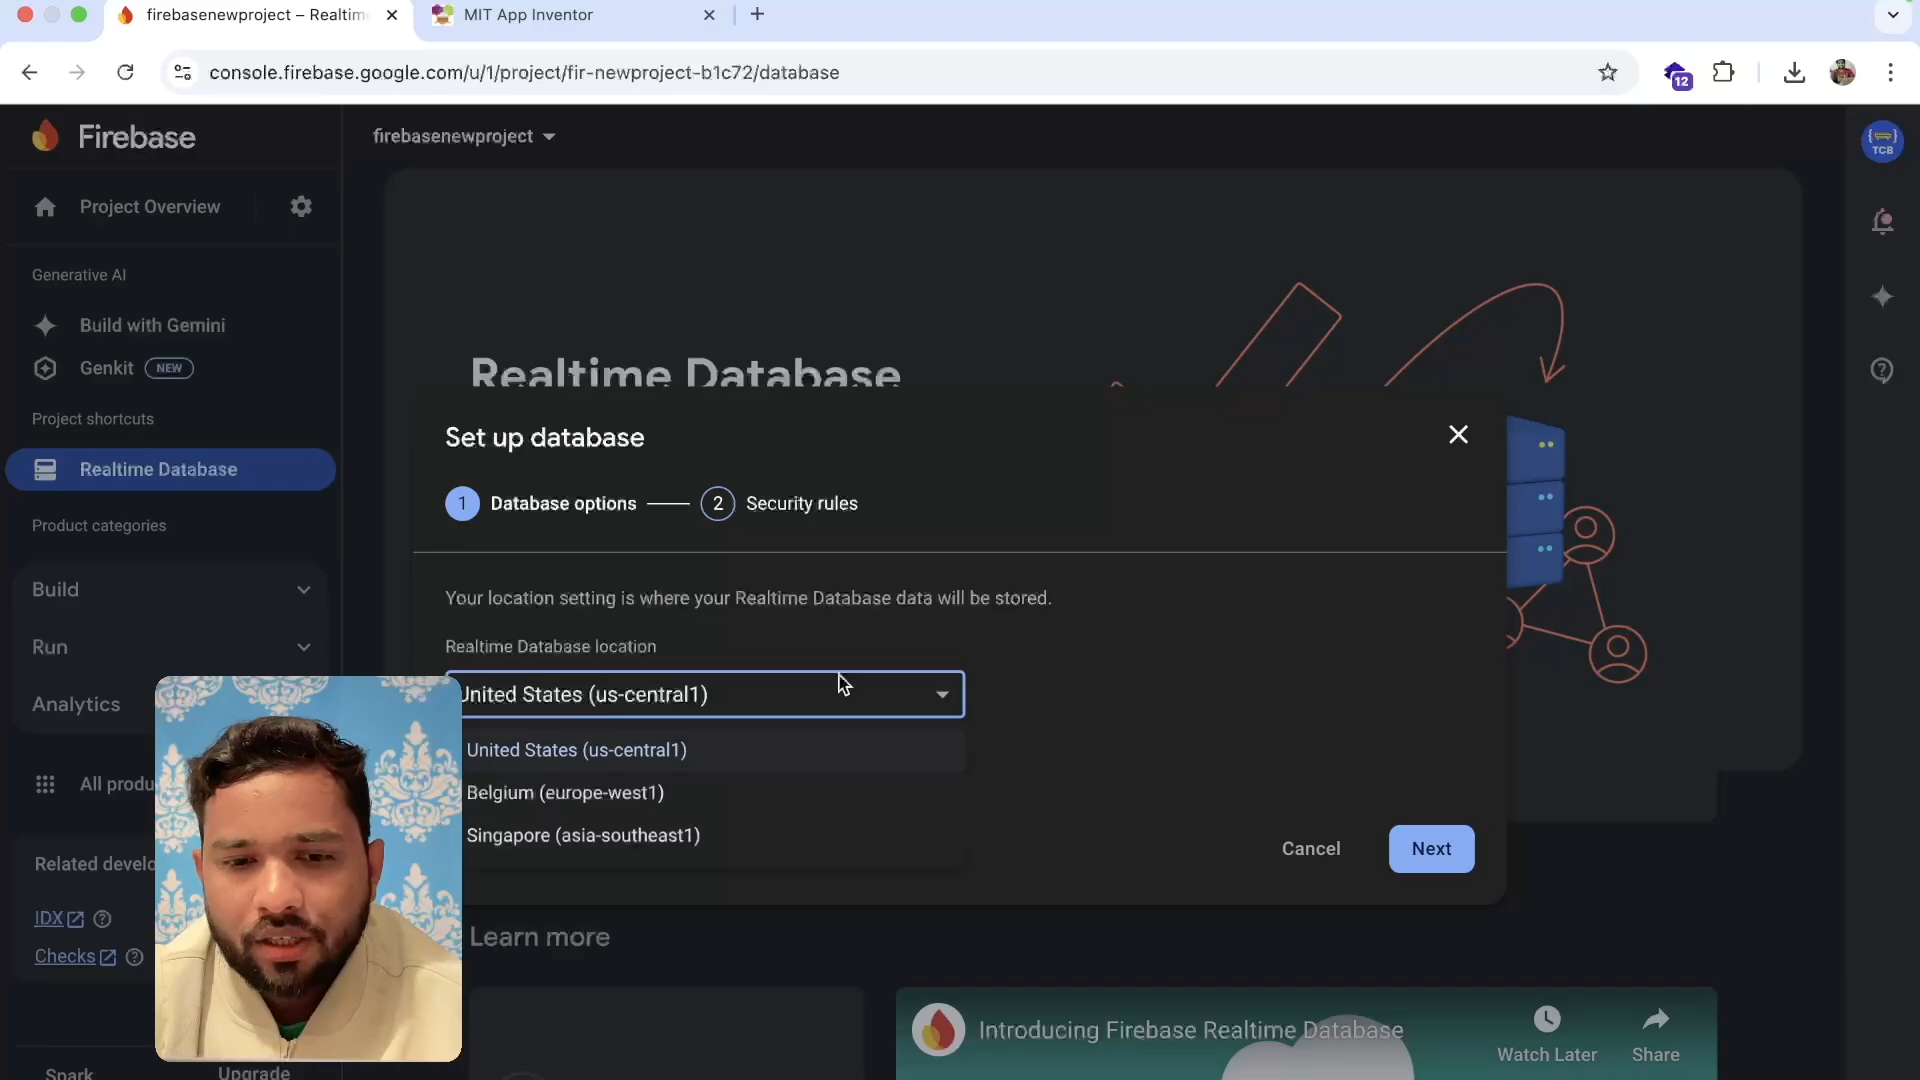 firebasenewproject – Realtim
MIT App Inventor
console.firebase.google.com/u/1/project/fir-newproject-b1c72/database
12
Firebase
firebasenewproject
TCB
Project Overview
Generative AI
Build with Gemini
Genkit NEW
Project shortcuts
Realtime Database
Product categories
Build
Run
Analytics
All produ
Related develo
IDX
Checks
Spark
Upgrade
Realtime Database
Set up database
1 Database options
2 Security rules
Your location setting is where your Realtime Database data will be stored.
Realtime Database location
United States (us-central1)
United States (us-central1)
Belgium (europe-west1)
Singapore (asia-southeast1)
Cancel
Next
Learn more
Introducing Firebase Realtime Database
Watch Later
Share